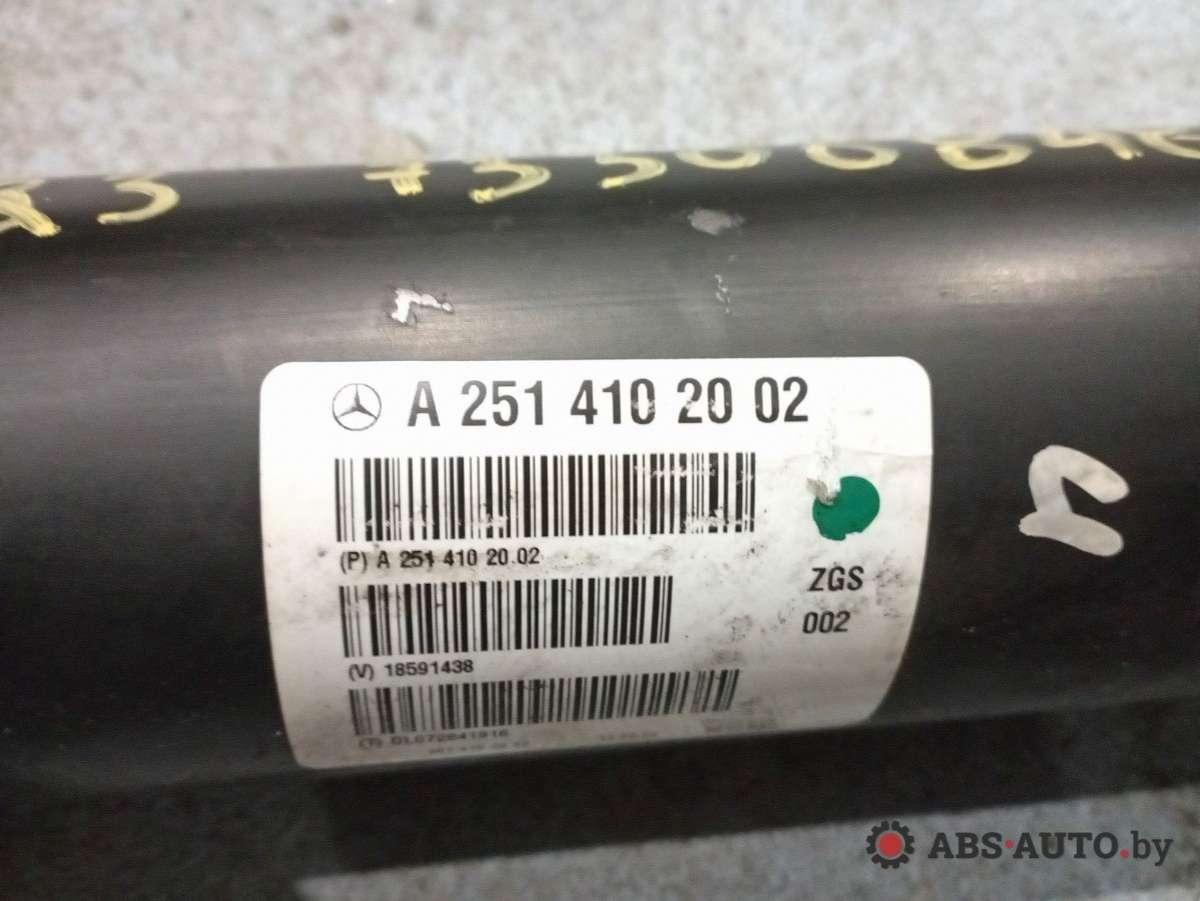 A 251 410 20 02
(P) A 251 410 20 02
ZGS
002
(V) 18591438
ABS-AUTO.by